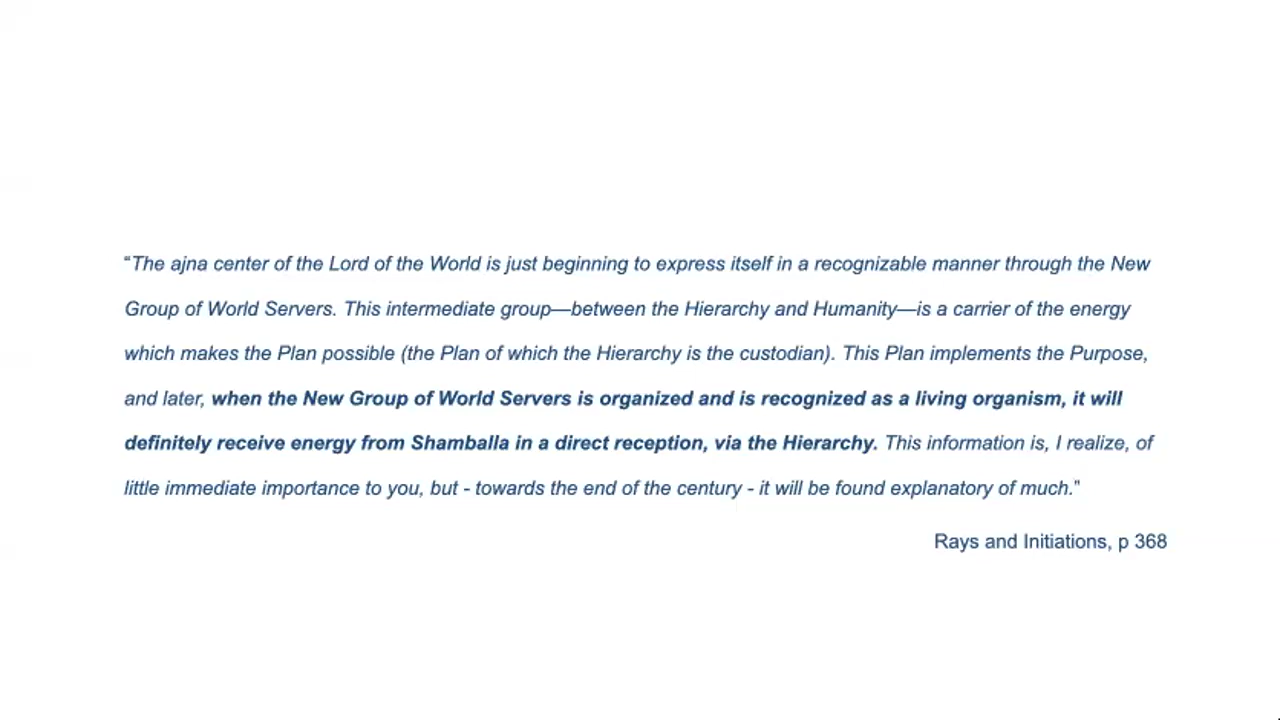 “The ajna center of the Lord of the World is just beginning to express itself in a recognizable manner through the New
Group of World Servers. This intermediate group—between the Hierarchy and Humanity—is a carrier of the energy
which makes the Plan possible (the Plan of which the Hierarchy is the custodian). This Plan implements the Purpose,
and later, when the New Group of World Servers is organized and is recognized as a living organism, it will
definitely receive energy from Shamballa in a direct reception, via the Hierarchy. This information is, I realize, of
little immediate importance to you, but - towards the end of the century - it will be found explanatory of much.”
Rays and Initiations, p 368